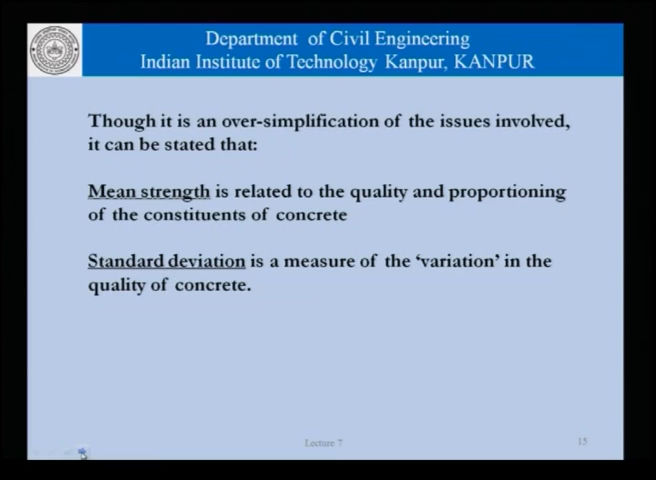 Department of Civil Engineering
Indian Institute of Technology Kanpur, KANPUR
Though it is an over-simplification of the issues involved,
it can be stated that:
Mean strength is related to the quality and proportioning
of the constituents of concrete
Standard deviation is a measure of the ‘variation’ in the
quality of concrete.
Lecture 7
15